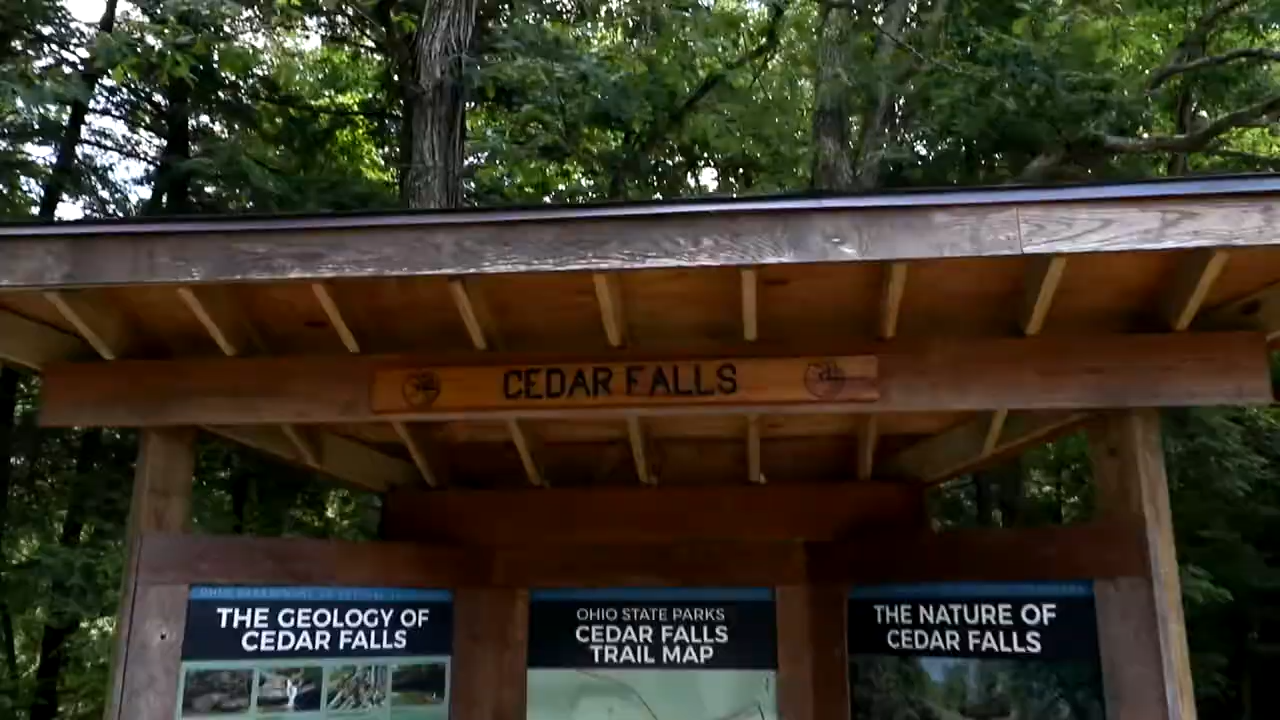 CEDAR FALLS
THE GEOLOGY OF
CEDAR FALLS
OHIO STATE PARKS
CEDAR FALLS
TRAIL MAP
THE NATURE OF
CEDAR FALLS